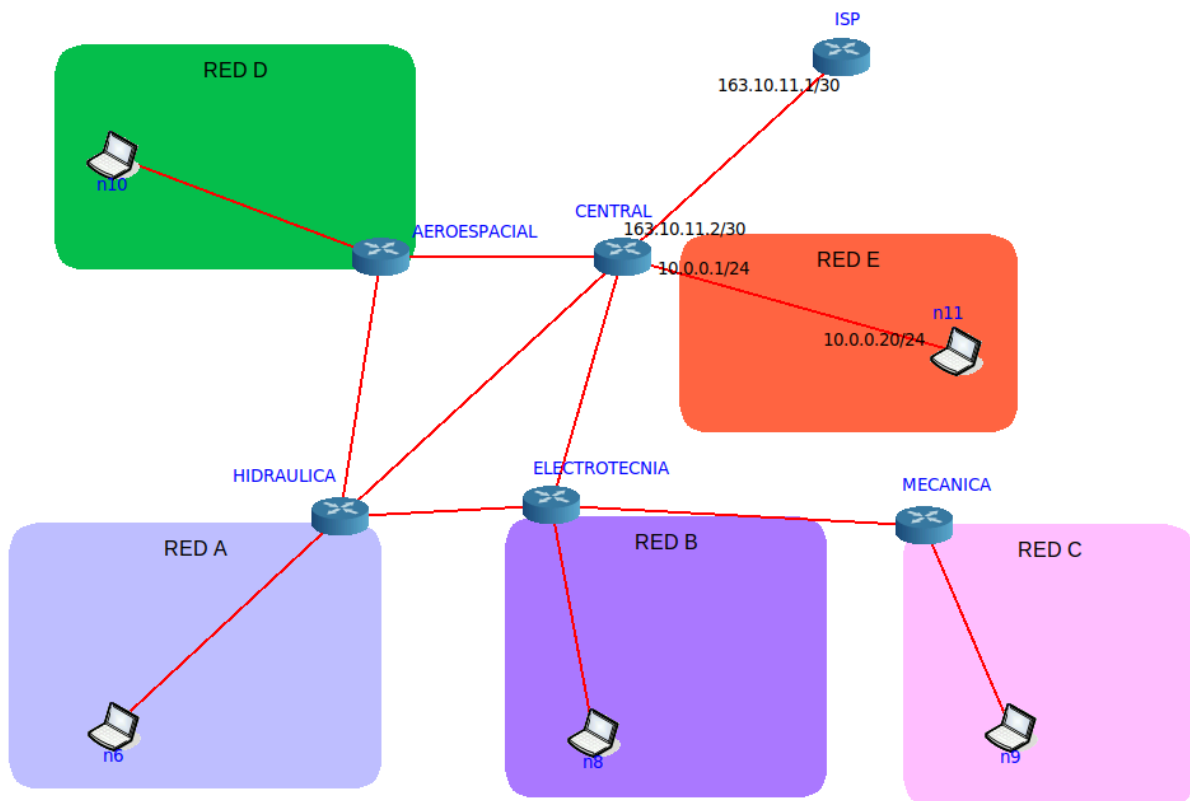 ISP
RED D
163.10.11.1/30
n10
CENTRAL
AEROESPACIAL
163.10.11.2/30
RED E
10.0.0.1/24
n11
10.0.0.20/24
HIDRAULICA
ELECTROTECNIA
MECANICA
RED A
RED B
RED C
n6
n8
n9